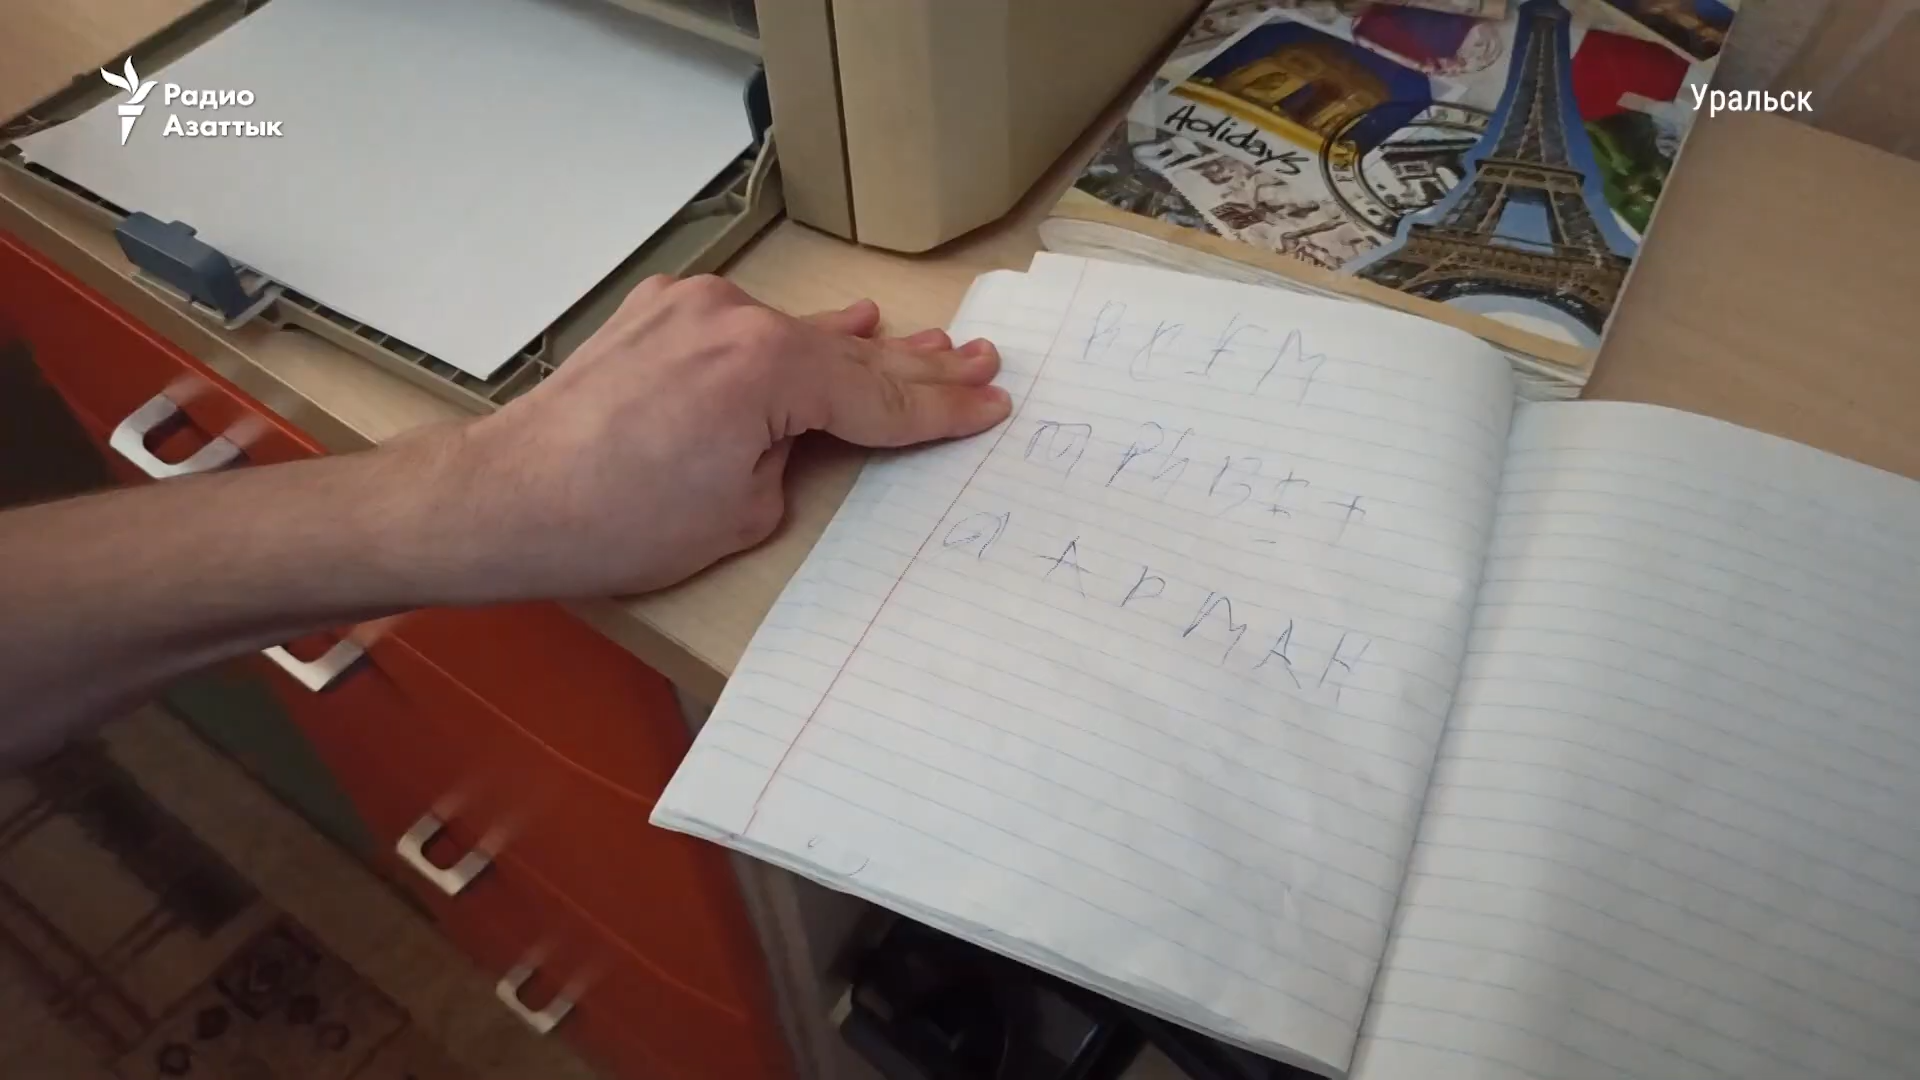 Радио
Азаттык
Уральск
Holidays
ВСЕМ
ПРИВЕТ
Я АРМАН